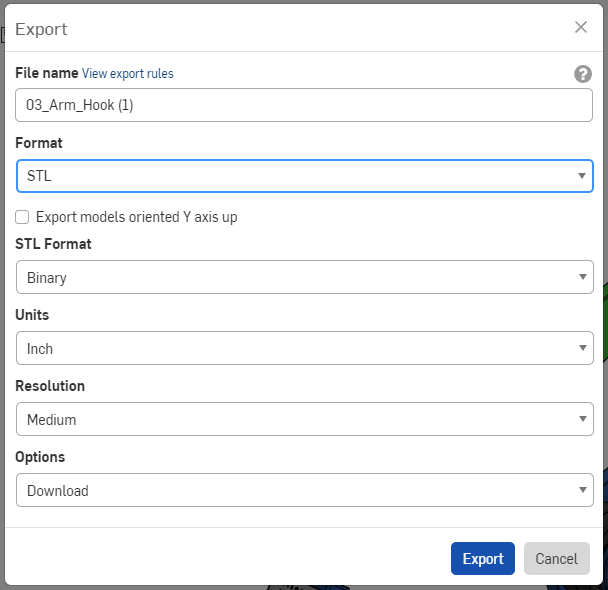 Export
File name View export rules
03_Arm_Hook (1)
Format
STL
Export models oriented Y axis up
STL Format
Binary
Units
Inch
Resolution
Medium
Options
Download
Export Cancel